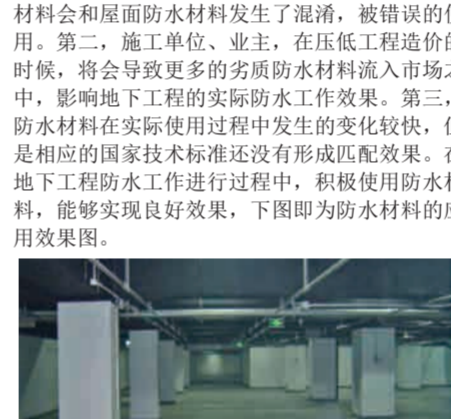 材料会和屋面防水材料发生了混淆，被错误的使
用。第二，施工单位、业主，在压低工程造价的
时候，将会导致更多的劣质防水材料流入市场之
中，影响地下工程的实际防水工作效果。第三，
防水材料在实际使用过程中发生的变化较快，但
是相应的国家技术标准还没有形成匹配效果。在
地下工程防水工作进行过程中，积极使用防水材
料，能够实现良好效果，下图即为防水材料的应
用效果图。